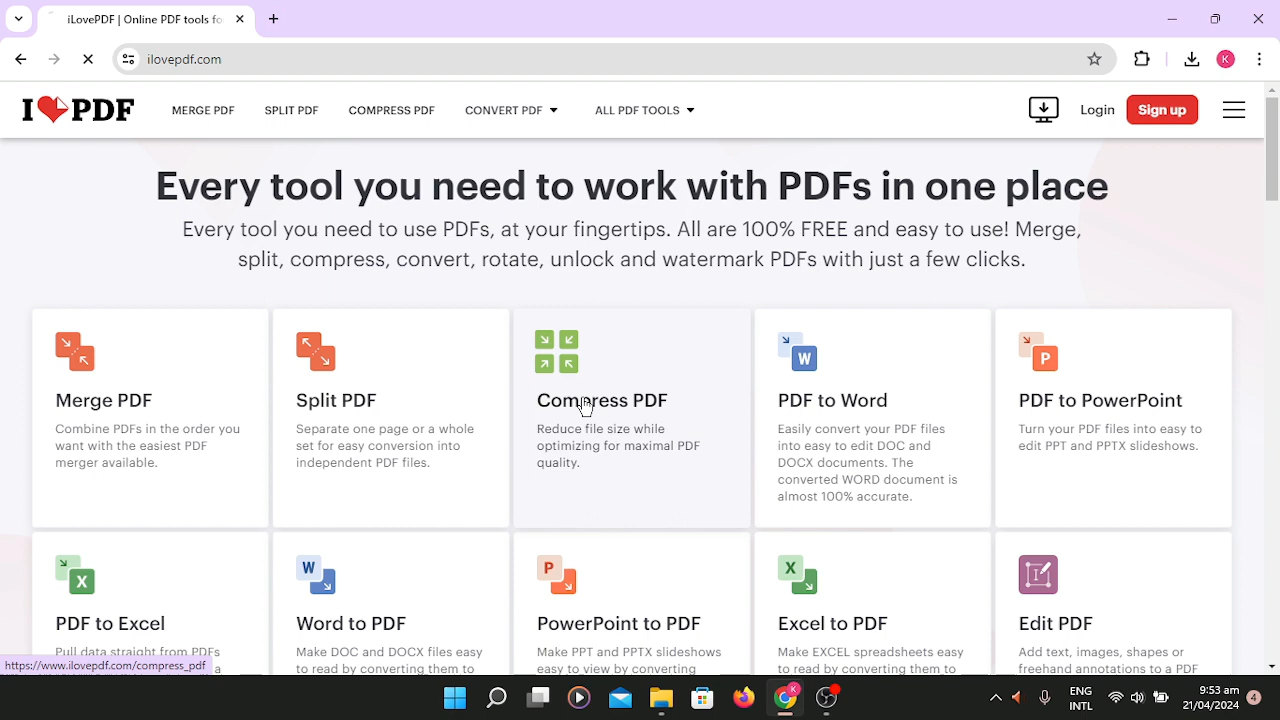 iLovePDF | Online PDF tools fo
ilovepdf.com
K
I PDF
MERGE PDF
SPLIT PDF
COMPRESS PDF
CONVERT PDF
ALL PDF TOOLS
Login
Sign up
Every tool you need to work with PDFs in one place
Every tool you need to use PDFs, at your fingertips. All are 100% FREE and easy to use! Merge,
split, compress, convert, rotate, unlock and watermark PDFs with just a few clicks.
Merge PDF
Combine PDFs in the order you
want with the easiest PDF
merger available.
Split PDF
Separate one page or a whole
set for easy conversion into
independent PDF files.
Compress PDF
Reduce file size while
optimizing for maximal PDF
quality.
W
PDF to Word
Easily convert your PDF files
into easy to edit DOC and
DOCX documents. The
converted WORD document is
almost 100% accurate.
P
PDF to PowerPoint
Turn your PDF files into easy to
edit PPT and PPTX slideshows.
X
PDF to Excel
Pull data straight from PDFs
a
W
Word to PDF
Make DOC and DOCX files easy
to read by converting them to
P
PowerPoint to PDF
Make PPT and PPTX slideshows
easy to view by converting
X
Excel to PDF
Make EXCEL spreadsheets easy
to read by converting them to
Edit PDF
Add text, images, shapes or
freehand annotations to a PDF
https://www.ilovepdf.com/compress_pdf
K
ENG
INTL
9:53 am
21/04/2024
4